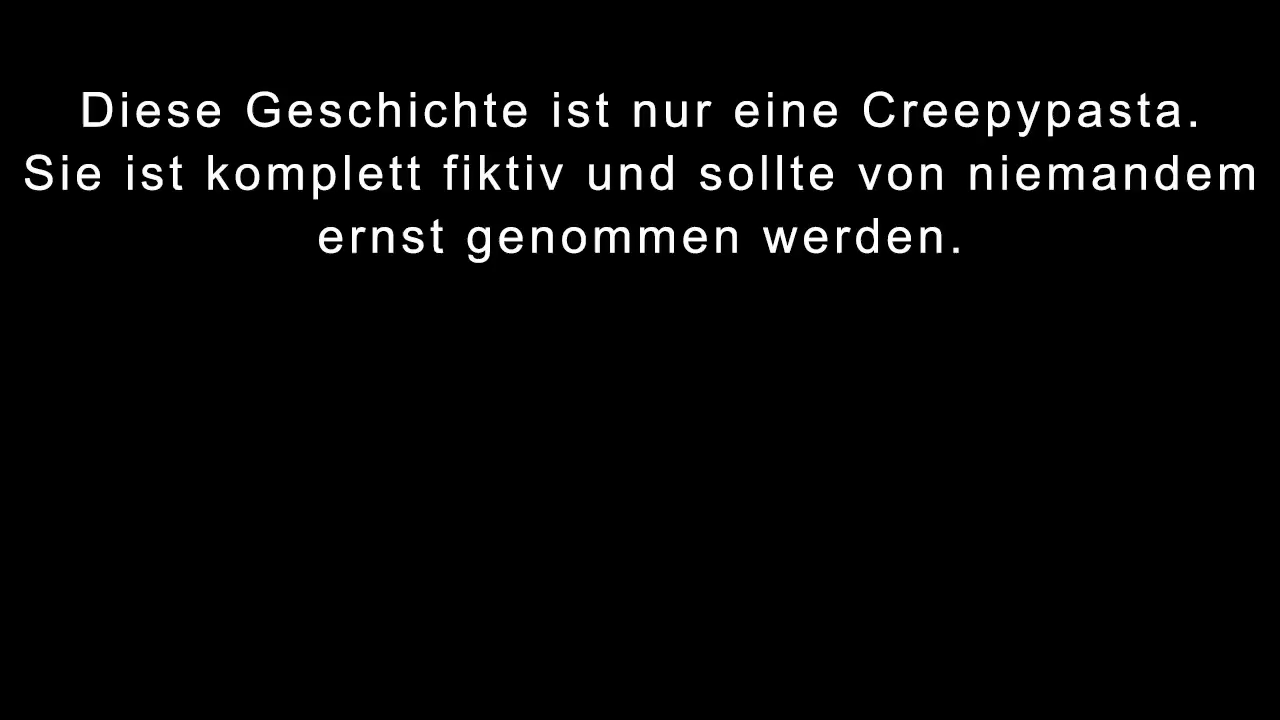 Diese Geschichte ist nur eine Creepypasta.
Sie ist komplett fiktiv und sollte von niemandem
ernst genommen werden.